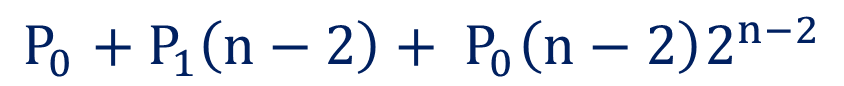 P₀ + P₁(n − 2) + P₀(n − 2)2ⁿ⁻²